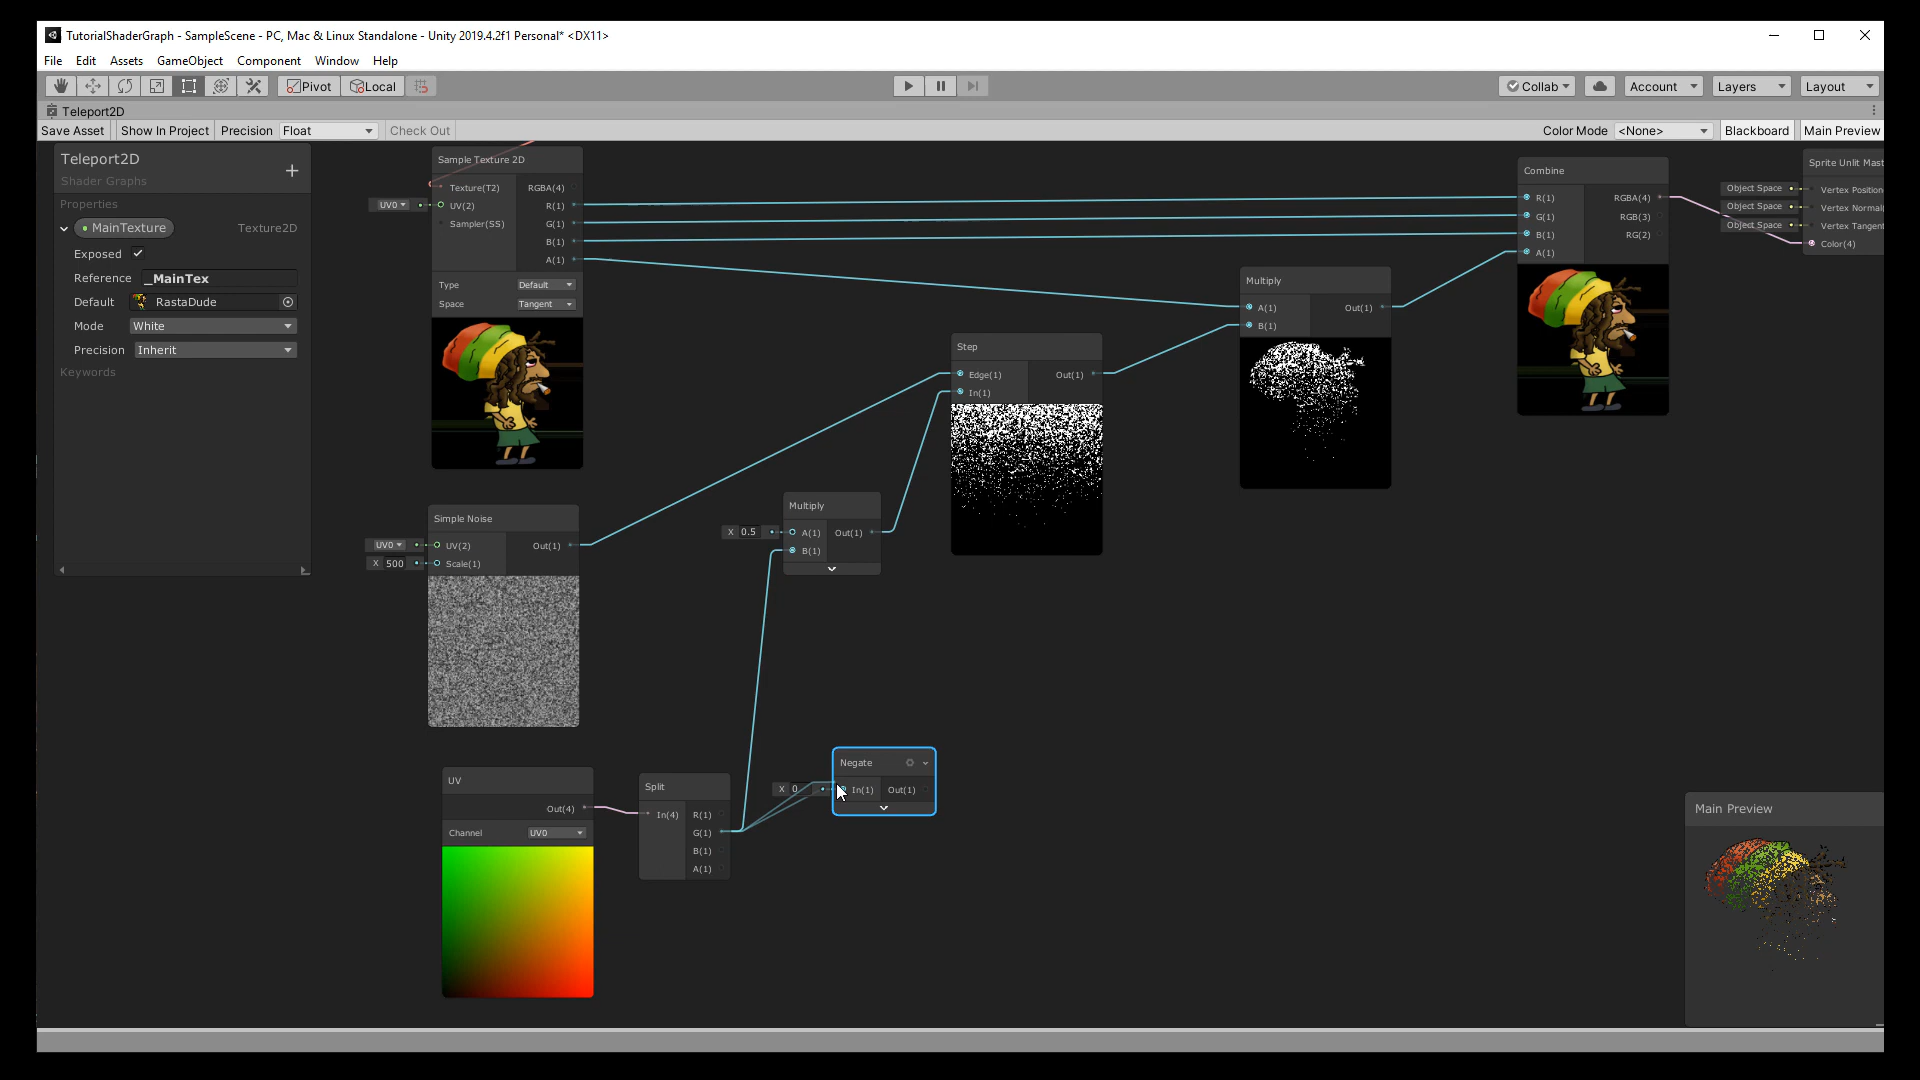 TutorialShaderGraph - SampleScene - PC, Mac & Linux Standalone - Unity 2019.4.2f1 Personal* <DX11>
File Edit Assets GameObject Component Window Help
Pivot Local Collab Account Layers Layout
Teleport2D
Save Asset Show In Project Precision Float Check Out Color Mode <None> Blackboard Main Preview
Teleport2D
Shader Graphs
Properties
MainTexture Texture2D
Exposed
Reference _MainTex
Default RastaDude
Mode White
Precision Inherit
Keywords
Sample Texture 2D
Texture(T2) RGBA(4)
UV0 UV(2) R(1)
Sampler(SS) G(1)
B(1)
A(1)
Type Default
Space Tangent
Simple Noise
UV0 UV(2) Out(1)
X 500 Scale(1)
UV
Out(4)
Channel UV0
Split
In(4) R(1)
G(1)
B(1)
A(1)
Multiply
X 0.5 A(1) Out(1)
B(1)
Negate
X 0 In(1) Out(1)
Step
Edge(1) Out(1)
In(1)
Multiply
A(1) Out(1)
B(1)
Combine
R(1) RGBA(4)
G(1) RGB(3)
B(1) RG(2)
A(1)
Sprite Unlit Mast
Object Space Vertex Position
Object Space Vertex Normal
Object Space Vertex Tangent
Color(4)
Main Preview